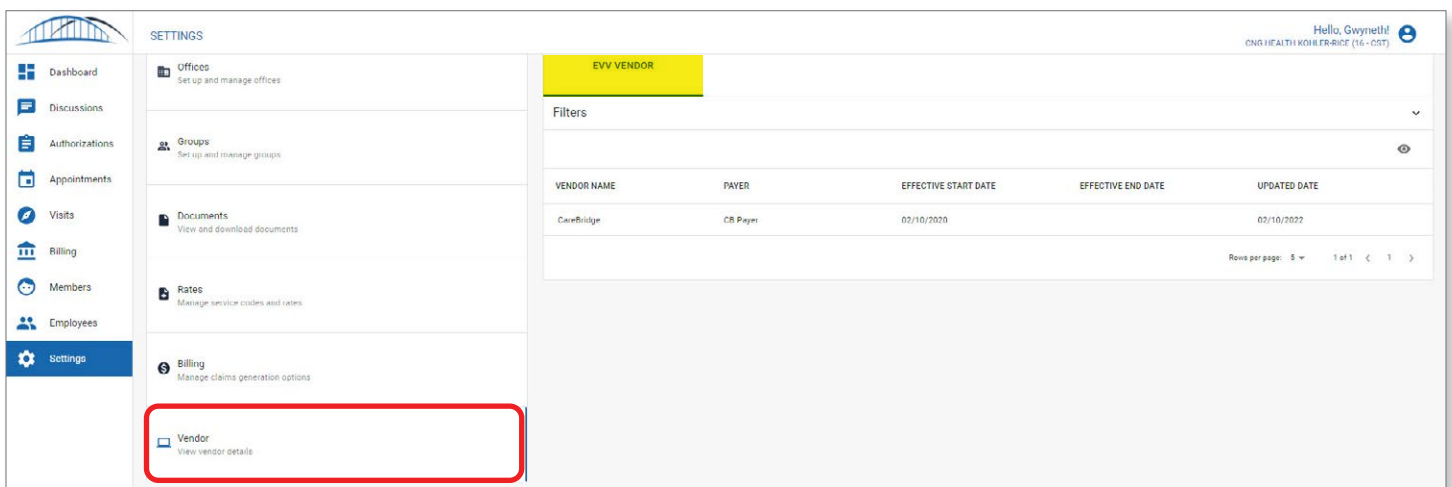 SETTINGS
Hello, Gwyneth!
CNG HEALTH KOHLER-RICE (16 - CST)
Dashboard
Discussions
Authorizations
Appointments
Visits
Billing
Members
Employees
Settings
Offices
Set up and manage offices
Groups
Set up and manage groups
Documents
View and download documents
Rates
Manage service codes and rates
Billing
Manage claims generation options
Vendor
View vendor details
EVV VENDOR
Filters
VENDOR NAME PAYER EFFECTIVE START DATE EFFECTIVE END DATE UPDATED DATE
CareBridge CB Payer 02/10/2020 02/10/2022
Rows per page: 5 1 of 1 1